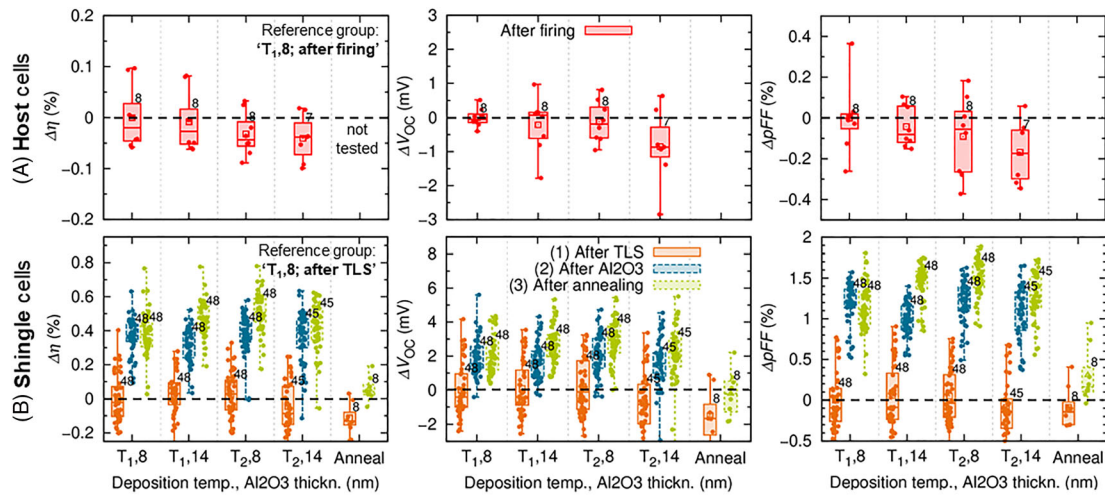 (A) Host cells
Δη (%)
0.2
0.1
0
−0.1
−0.2
Reference group:
‘T1,8; after firing’
8
8
8
7
not
tested
ΔVOC (mV)
3
2
1
0
−1
−2
−3
After firing
8
8
8
7
ΔpFF (%)
0.4
0.2
0
−0.2
−0.4
8
8
8
7
(B) Shingle cells
Δη (%)
0.8
0.6
0.4
0.2
0
−0.2
Reference group:
‘T1,8; after TLS’
48
48
48
48
48
48
48
48
48
45
45
8
8
T1,8
T1,14
T2,8
T2,14
Anneal
Deposition temp., Al2O3 thickn. (nm)
ΔVOC (mV)
8
6
4
2
0
−2
(1) After TLS
(2) After Al2O3
(3) After annealing
48
48
48
48
48
48
48
48
48
48
45
45
8
8
T1,8
T1,14
T2,8
T2,14
Anneal
Deposition temp., Al2O3 thickn. (nm)
ΔpFF (%)
2
1.5
1
0.5
0
−0.5
48
48
48
48
48
48
48
48
48
45
45
48
8
8
T1,8
T1,14
T2,8
T2,14
Anneal
Deposition temp., Al2O3 thickn. (nm)